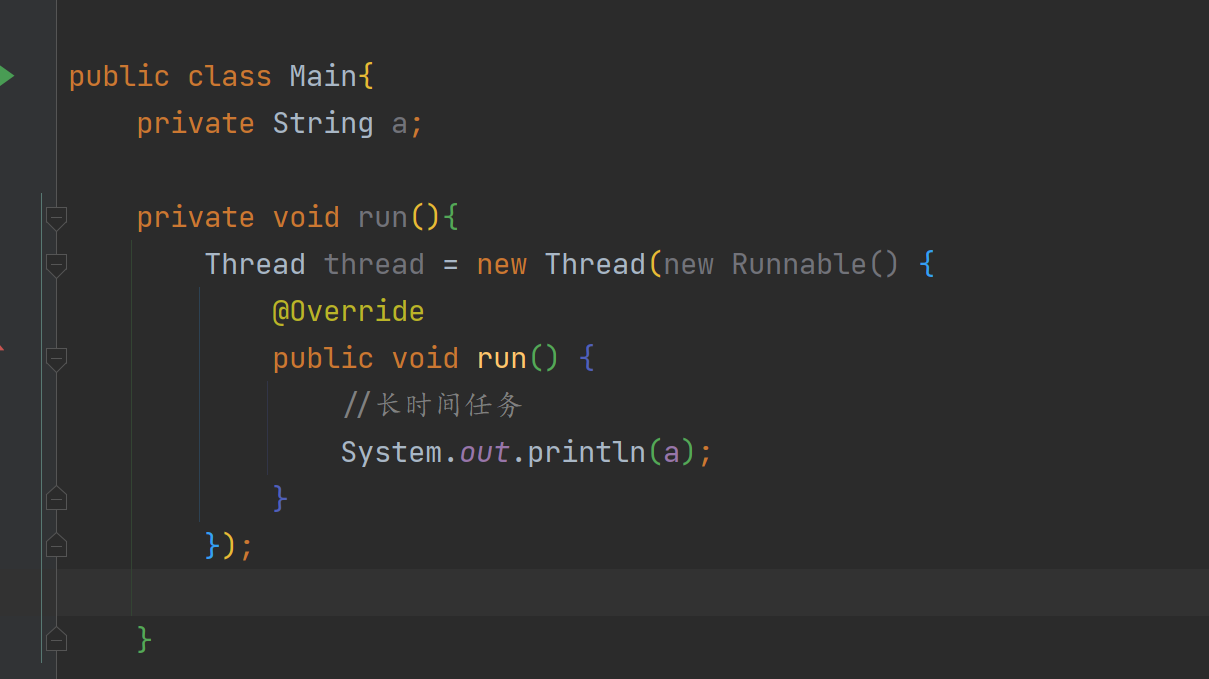 public class Main{
private String a;
private void run(){
Thread thread = new Thread(new Runnable() {
@Override
public void run() {
//长时间任务
System.out.println(a);
}
});
}